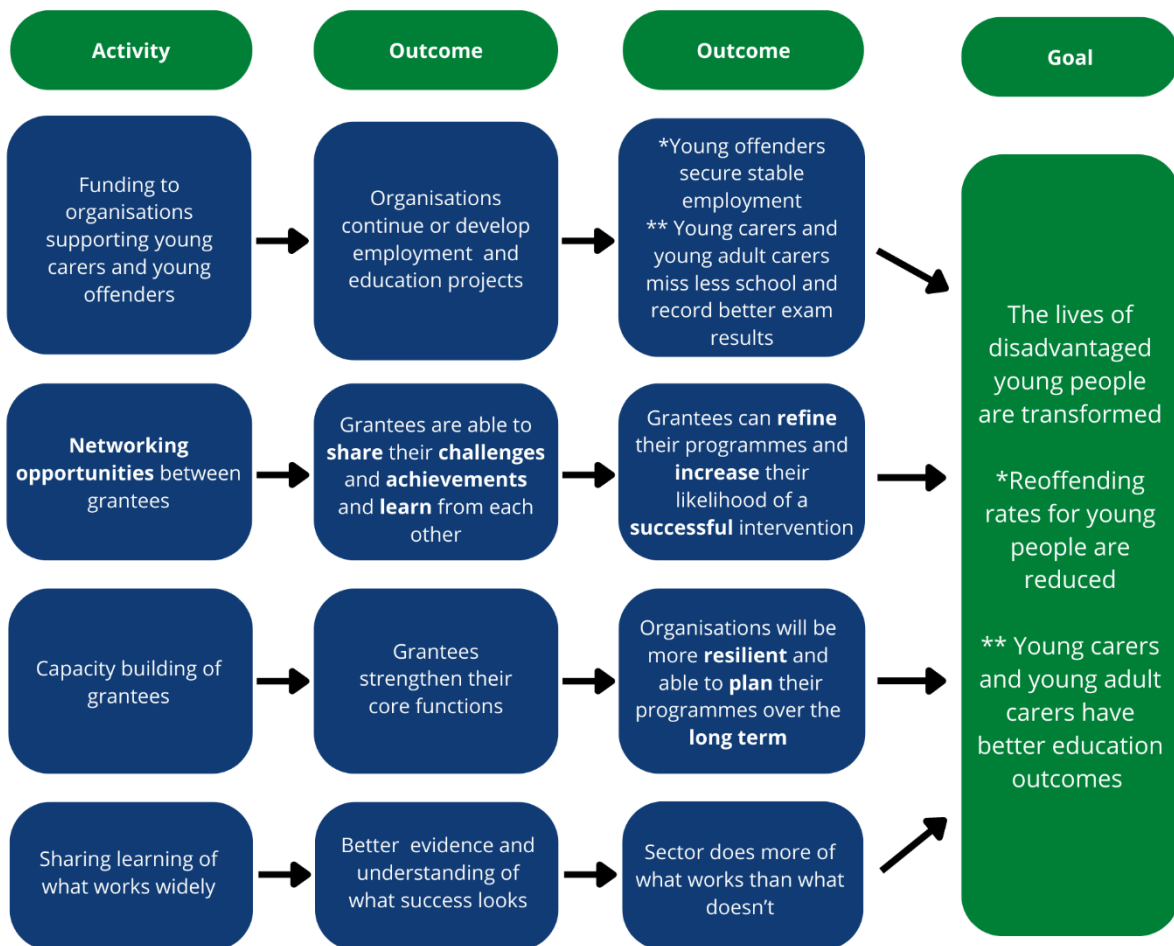 Activity
Outcome
Outcome
Goal
Funding to
organisations
supporting young
carers and young
offenders
Organisations
continue or develop
employment and
education projects
*Young offenders
secure stable
employment
** Young carers and
young adult carers
miss less school and
record better exam
results
Networking
opportunities between
grantees
Grantees are able to
share their challenges
and achievements
and learn from each
other
Grantees can refine
their programmes and
increase their
likelihood of a
successful intervention
Capacity building of
grantees
Grantees
strengthen their
core functions
Organisations will be
more resilient and
able to plan their
programmes over the
long term
Sharing learning of
what works widely
Better evidence and
understanding of
what success looks
Sector does more of
what works than what
doesn’t
The lives of
disadvantaged
young people
are transformed
*Reoffending
rates for young
people are
reduced
** Young carers
and young adult
carers have
better education
outcomes